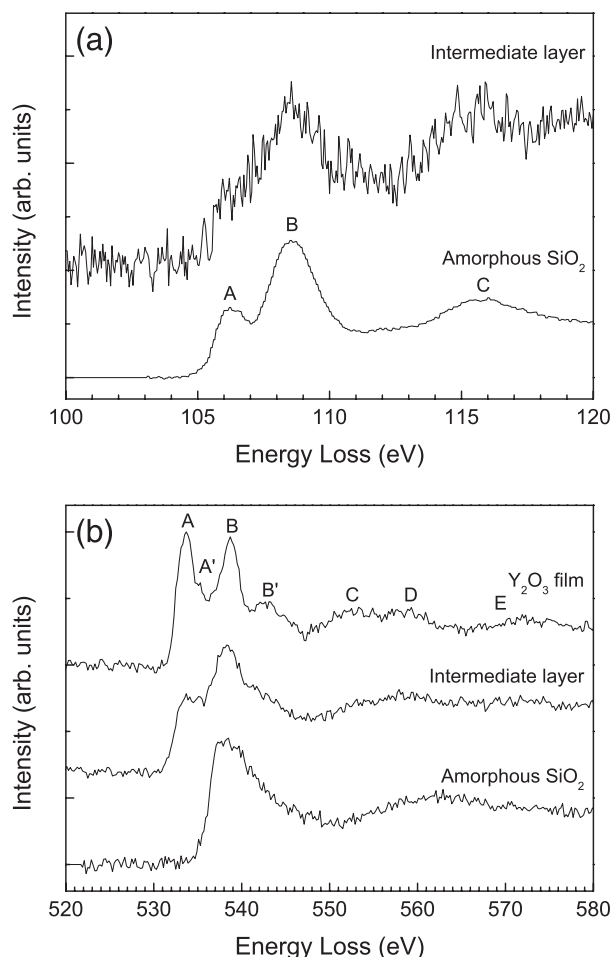 (a)
Intermediate layer
Intensity (arb. units)
B
Amorphous SiO₂
A
C
100 105 110 115 120
Energy Loss (eV)
(b)
A
B
A'
Y₂O₃ film
B'
C
D
E
Intermediate layer
Intensity (arb. units)
Amorphous SiO₂
520 530 540 550 560 570 580
Energy Loss (eV)